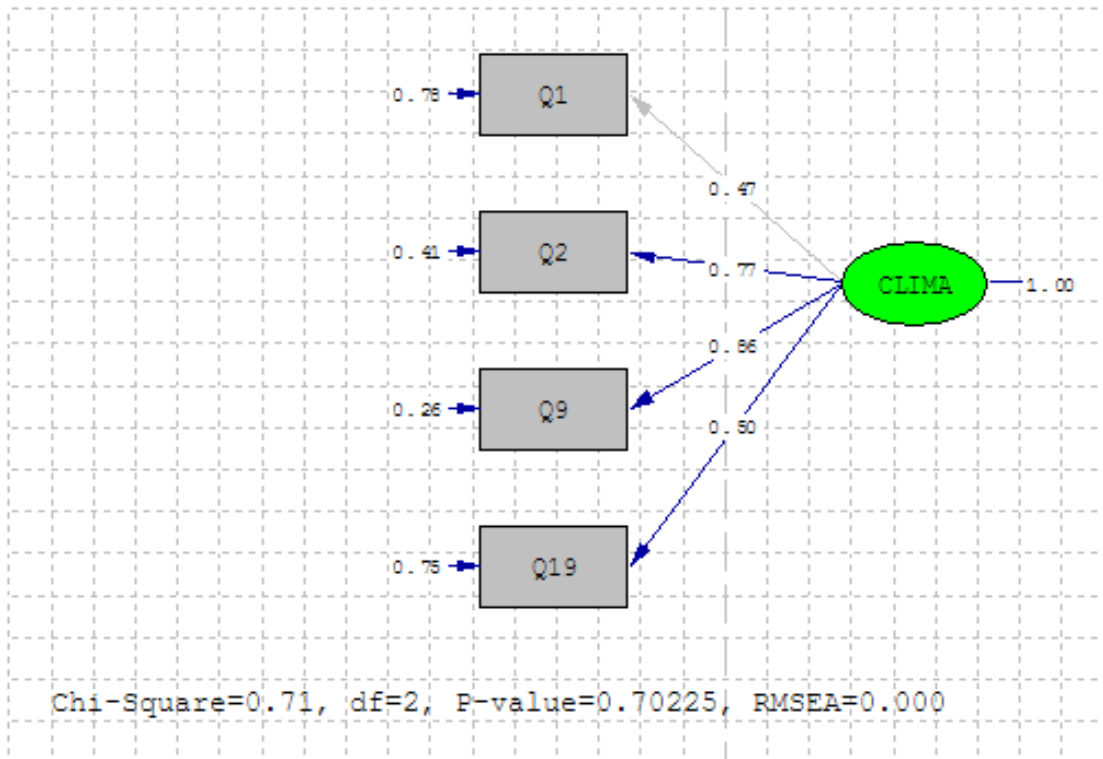 0.78
Q1
0.47
0.41
Q2
0.77
CLIMA
1.00
0.86
0.26
Q9
0.50
0.75
Q19
Chi-Square=0.71, df=2, P-value=0.70225, RMSEA=0.000